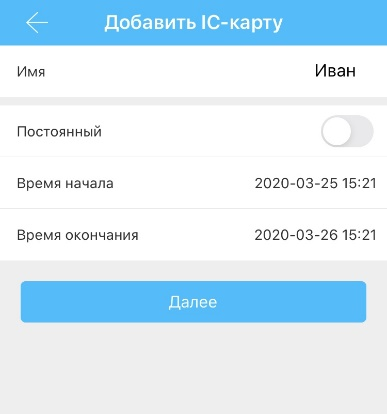 Добавить IC-карту
Имя Иван
Постоянный
Время начала 2020-03-25 15:21
Время окончания 2020-03-26 15:21
Далее